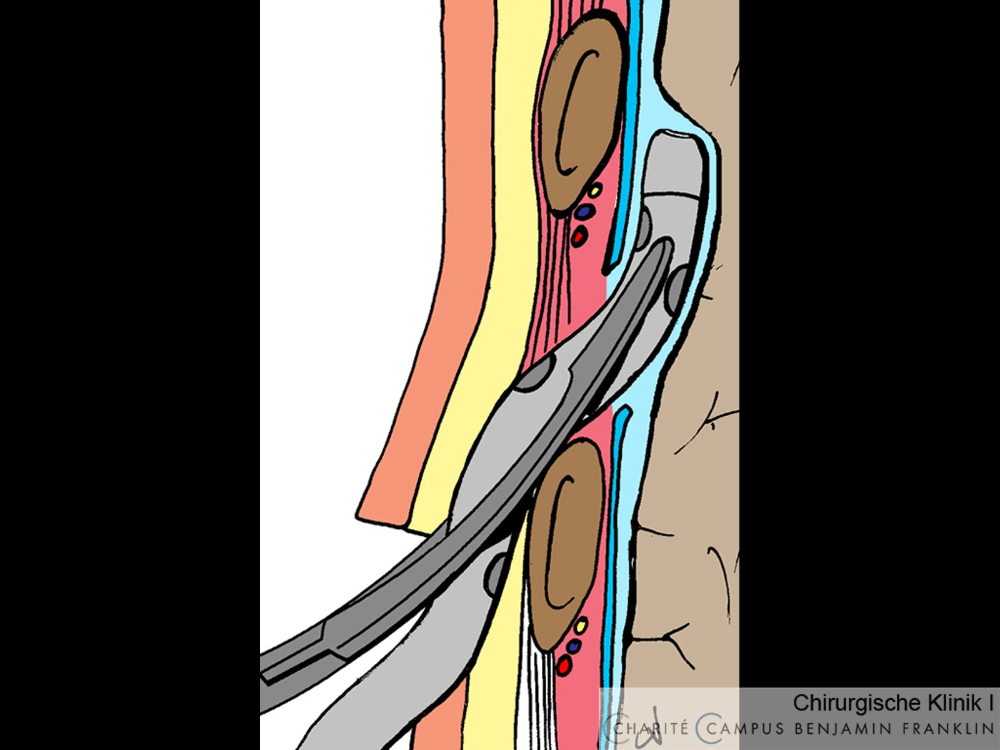 Chirurgische Klinik I
CHARITÉ CAMPUS BENJAMIN FRANKLIN